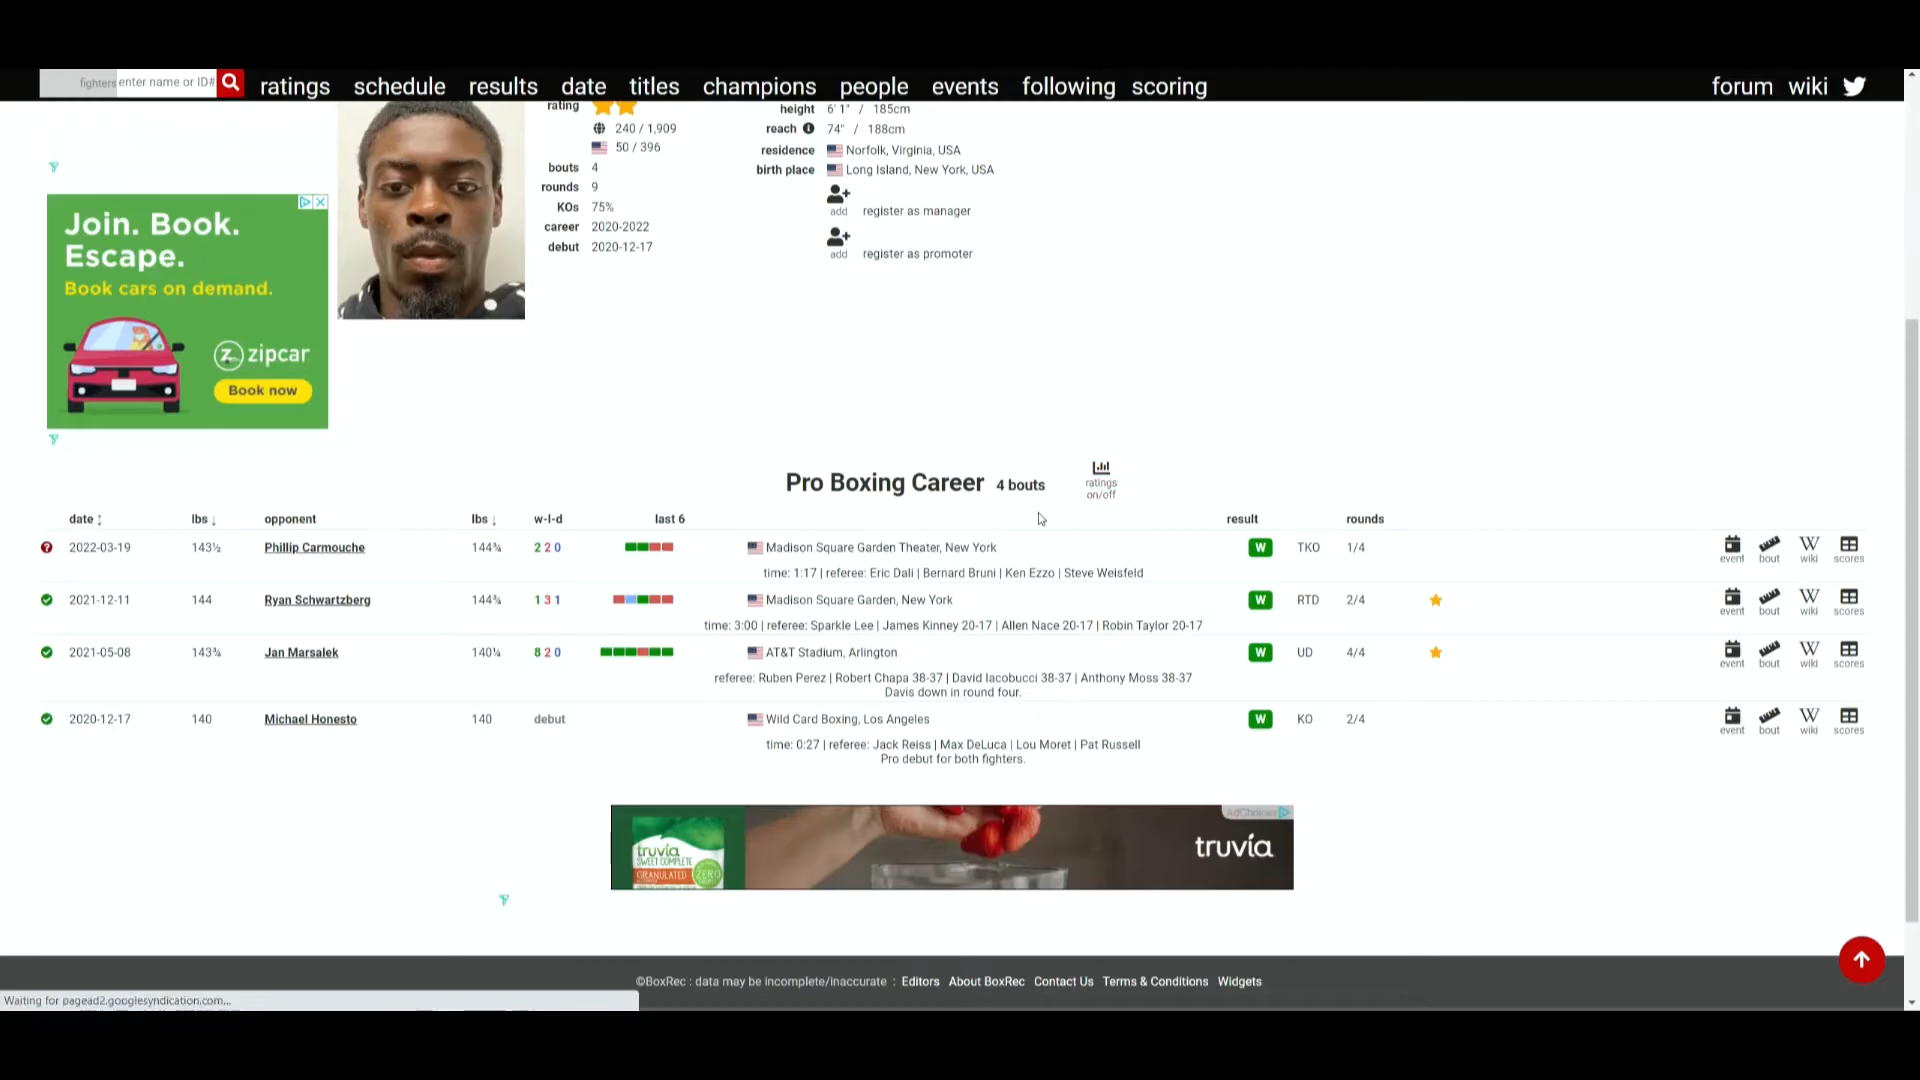 fighters enter name or ID# ratings schedule results date titles champions people events following scoring forum wiki
rating
240 / 1,909
50 / 396
bouts 4
rounds 9
KOs 75%
career 2020-2022
debut 2020-12-17
height 6' 1" / 185cm
reach 74" / 188cm
residence Norfolk, Virginia, USA
birth place Long Island, New York, USA
add register as manager
add register as promoter
Join. Book.
Escape.
Book cars on demand.
zipcar
Book now
Pro Boxing Career 4 bouts
ratings
on/off
date lbs opponent lbs w-l-d last 6 result rounds
2022-03-19 143½ Phillip Carmouche 144¾ 2 2 0 Madison Square Garden Theater, New York W TKO 1/4 event bout wiki scores
time: 1:17 | referee: Eric Dali | Bernard Bruni | Ken Ezzo | Steve Weisfeld
2021-12-11 144 Ryan Schwartzberg 144¾ 1 3 1 Madison Square Garden, New York W RTD 2/4 event bout wiki scores
time: 3:00 | referee: Sparkle Lee | James Kinney 20-17 | Allen Nace 20-17 | Robin Taylor 20-17
2021-05-08 143¾ Jan Marsalek 140¼ 8 2 0 AT&T Stadium, Arlington W UD 4/4 event bout wiki scores
referee: Ruben Perez | Robert Chapa 38-37 | David Iacobucci 38-37 | Anthony Moss 38-37
Davis down in round four.
2020-12-17 140 Michael Honesto 140 debut Wild Card Boxing, Los Angeles W KO 2/4 event bout wiki scores
time: 0:27 | referee: Jack Reiss | Max DeLuca | Lou Moret | Pat Russell
Pro debut for both fighters.
AdChoices
truvia
SWEET COMPLETE
GRANULATED
ZERO
truvia
©BoxRec : data may be incomplete/inaccurate : Editors About BoxRec Contact Us Terms & Conditions Widgets
Waiting for pagead2.googlesyndication.com...